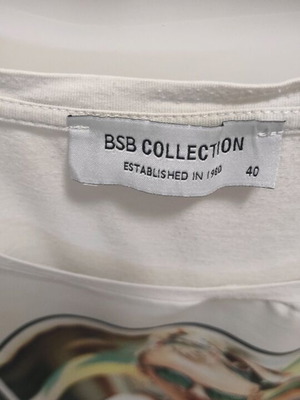 BSB COLLECTION
ESTABLISHED IN 1980 40